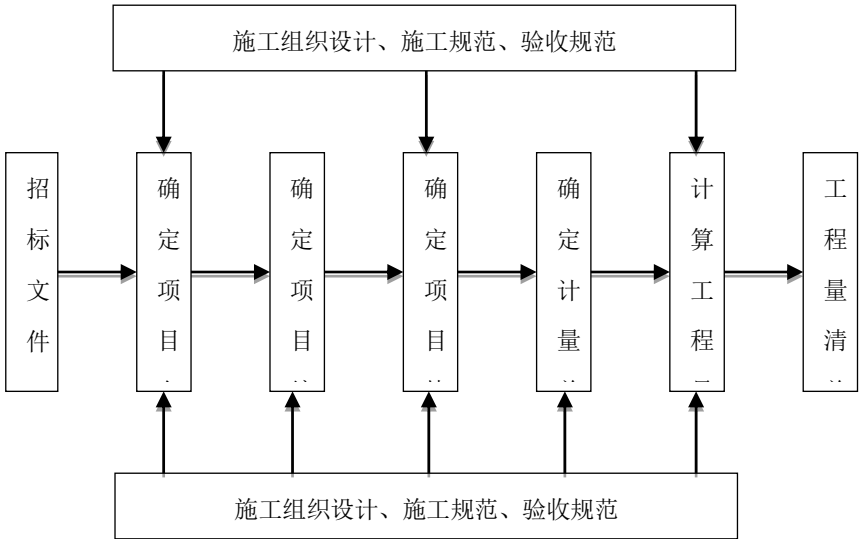 施工组织设计、施工规范、验收规范
招标文件
确定项目
确定项目
确定项目
确定计量
计算工程
工程量清
施工组织设计、施工规范、验收规范